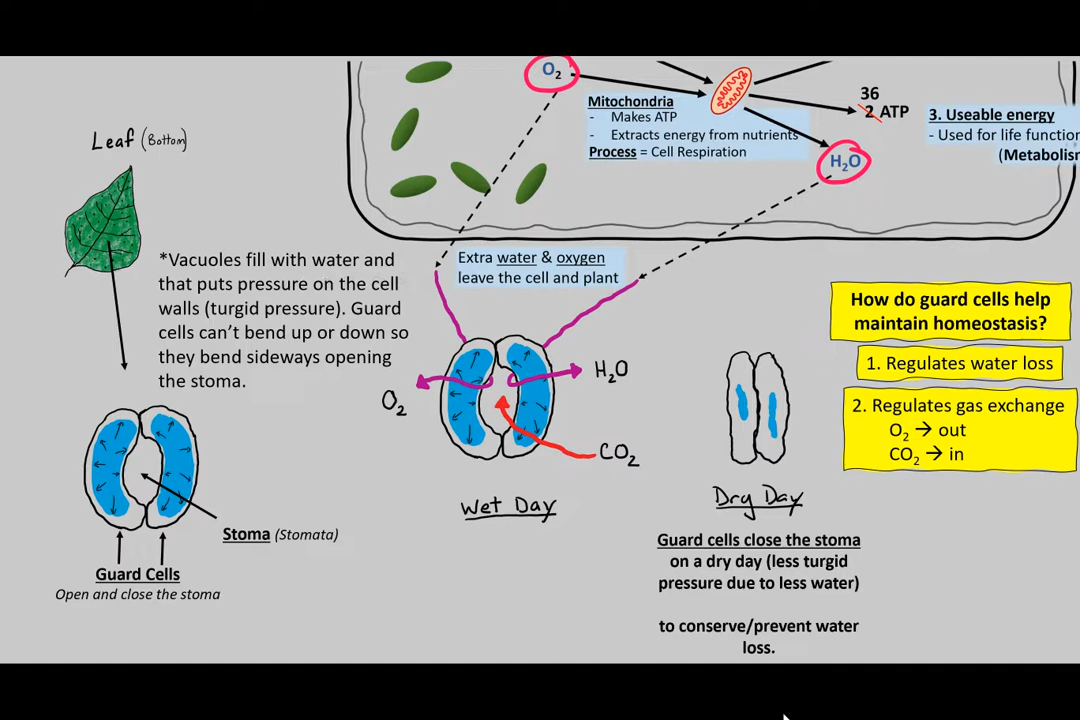 O₂
Mitochondria
- Makes ATP
- Extracts energy from nutrients
Process = Cell Respiration
36
2 ATP
H₂O
3. Useable energy
- Used for life function
(Metabolism
Leaf (Bottom)
*Vacuoles fill with water and
that puts pressure on the cell
walls (turgid pressure). Guard
cells can't bend up or down so
they bend sideways opening
the stoma.
Extra water & oxygen
leave the cell and plant
O₂
H₂O
CO₂
Wet Day
Dry Day
Guard cells close the stoma
on a dry day (less turgid
pressure due to less water)
to conserve/prevent water
loss.
Stoma (Stomata)
Guard Cells
Open and close the stoma
How do guard cells help
maintain homeostasis?
1. Regulates water loss
2. Regulates gas exchange
O₂ → out
CO₂ → in